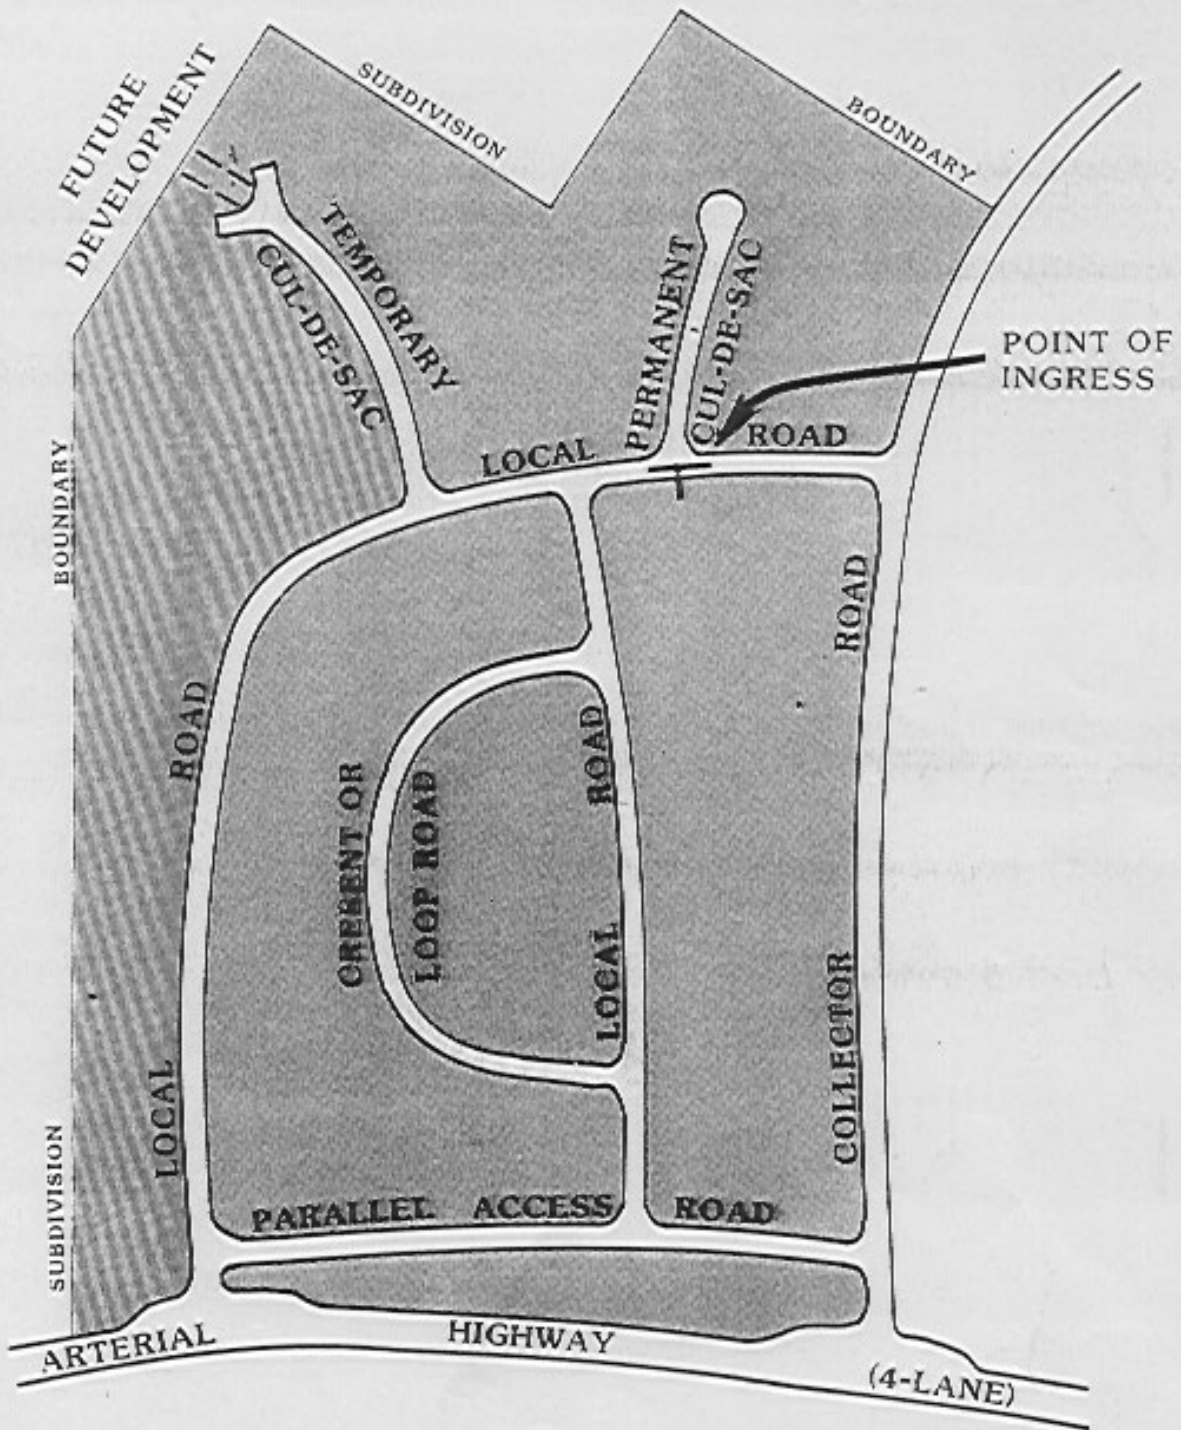 FUTURE
DEVELOPMENT
SUBDIVISION
BOUNDARY
TEMPORARY
CUL-DE-SAC
PERMANENT
CUL-DE-SAC
POINT OF
INGRESS
LOCAL
ROAD
BOUNDARY
SUBDIVISION
ROAD
LOCAL
CRESENT OR
LOOP ROAD
ROAD
LOCAL
ROAD
COLLECTOR
PARALLEL ACCESS ROAD
ARTERIAL HIGHWAY (4-LANE)